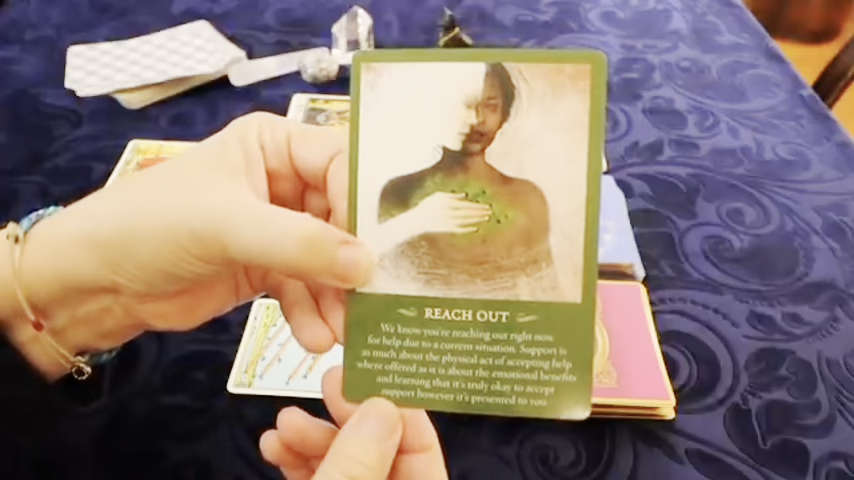 REACH OUT
We know you're reaching out right now
for help due to a current situation. Support is
as much about the physical act of accepting help
where offered as it is about the emotional benefits
and learning that it's truly okay to accept
support however it's presented to you